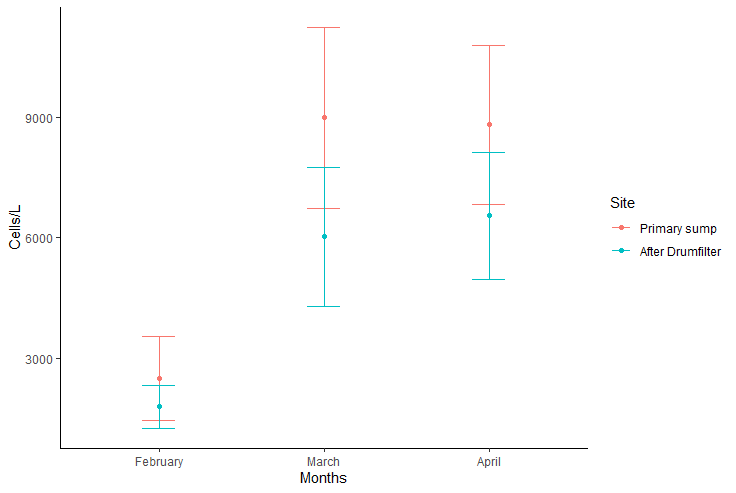 Cells/L
9000
6000
3000
February
March
April
Months
Site
Primary sump
After Drumfilter